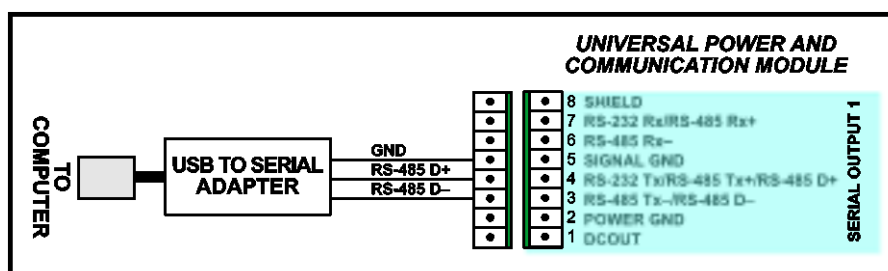 UNIVERSAL POWER AND
COMMUNICATION MODULE
TO
COMPUTER
USB TO SERIAL
ADAPTER
GND
RS-485 D+
RS-485 D–
8 SHIELD
7 RS-232 Rx/RS-485 Rx+
6 RS-485 Rx–
5 SIGNAL GND
4 RS-232 Tx/RS-485 Tx+/RS-485 D+
3 RS-485 Tx–/RS-485 D–
2 POWER GND
1 DCOUT
SERIAL OUTPUT 1